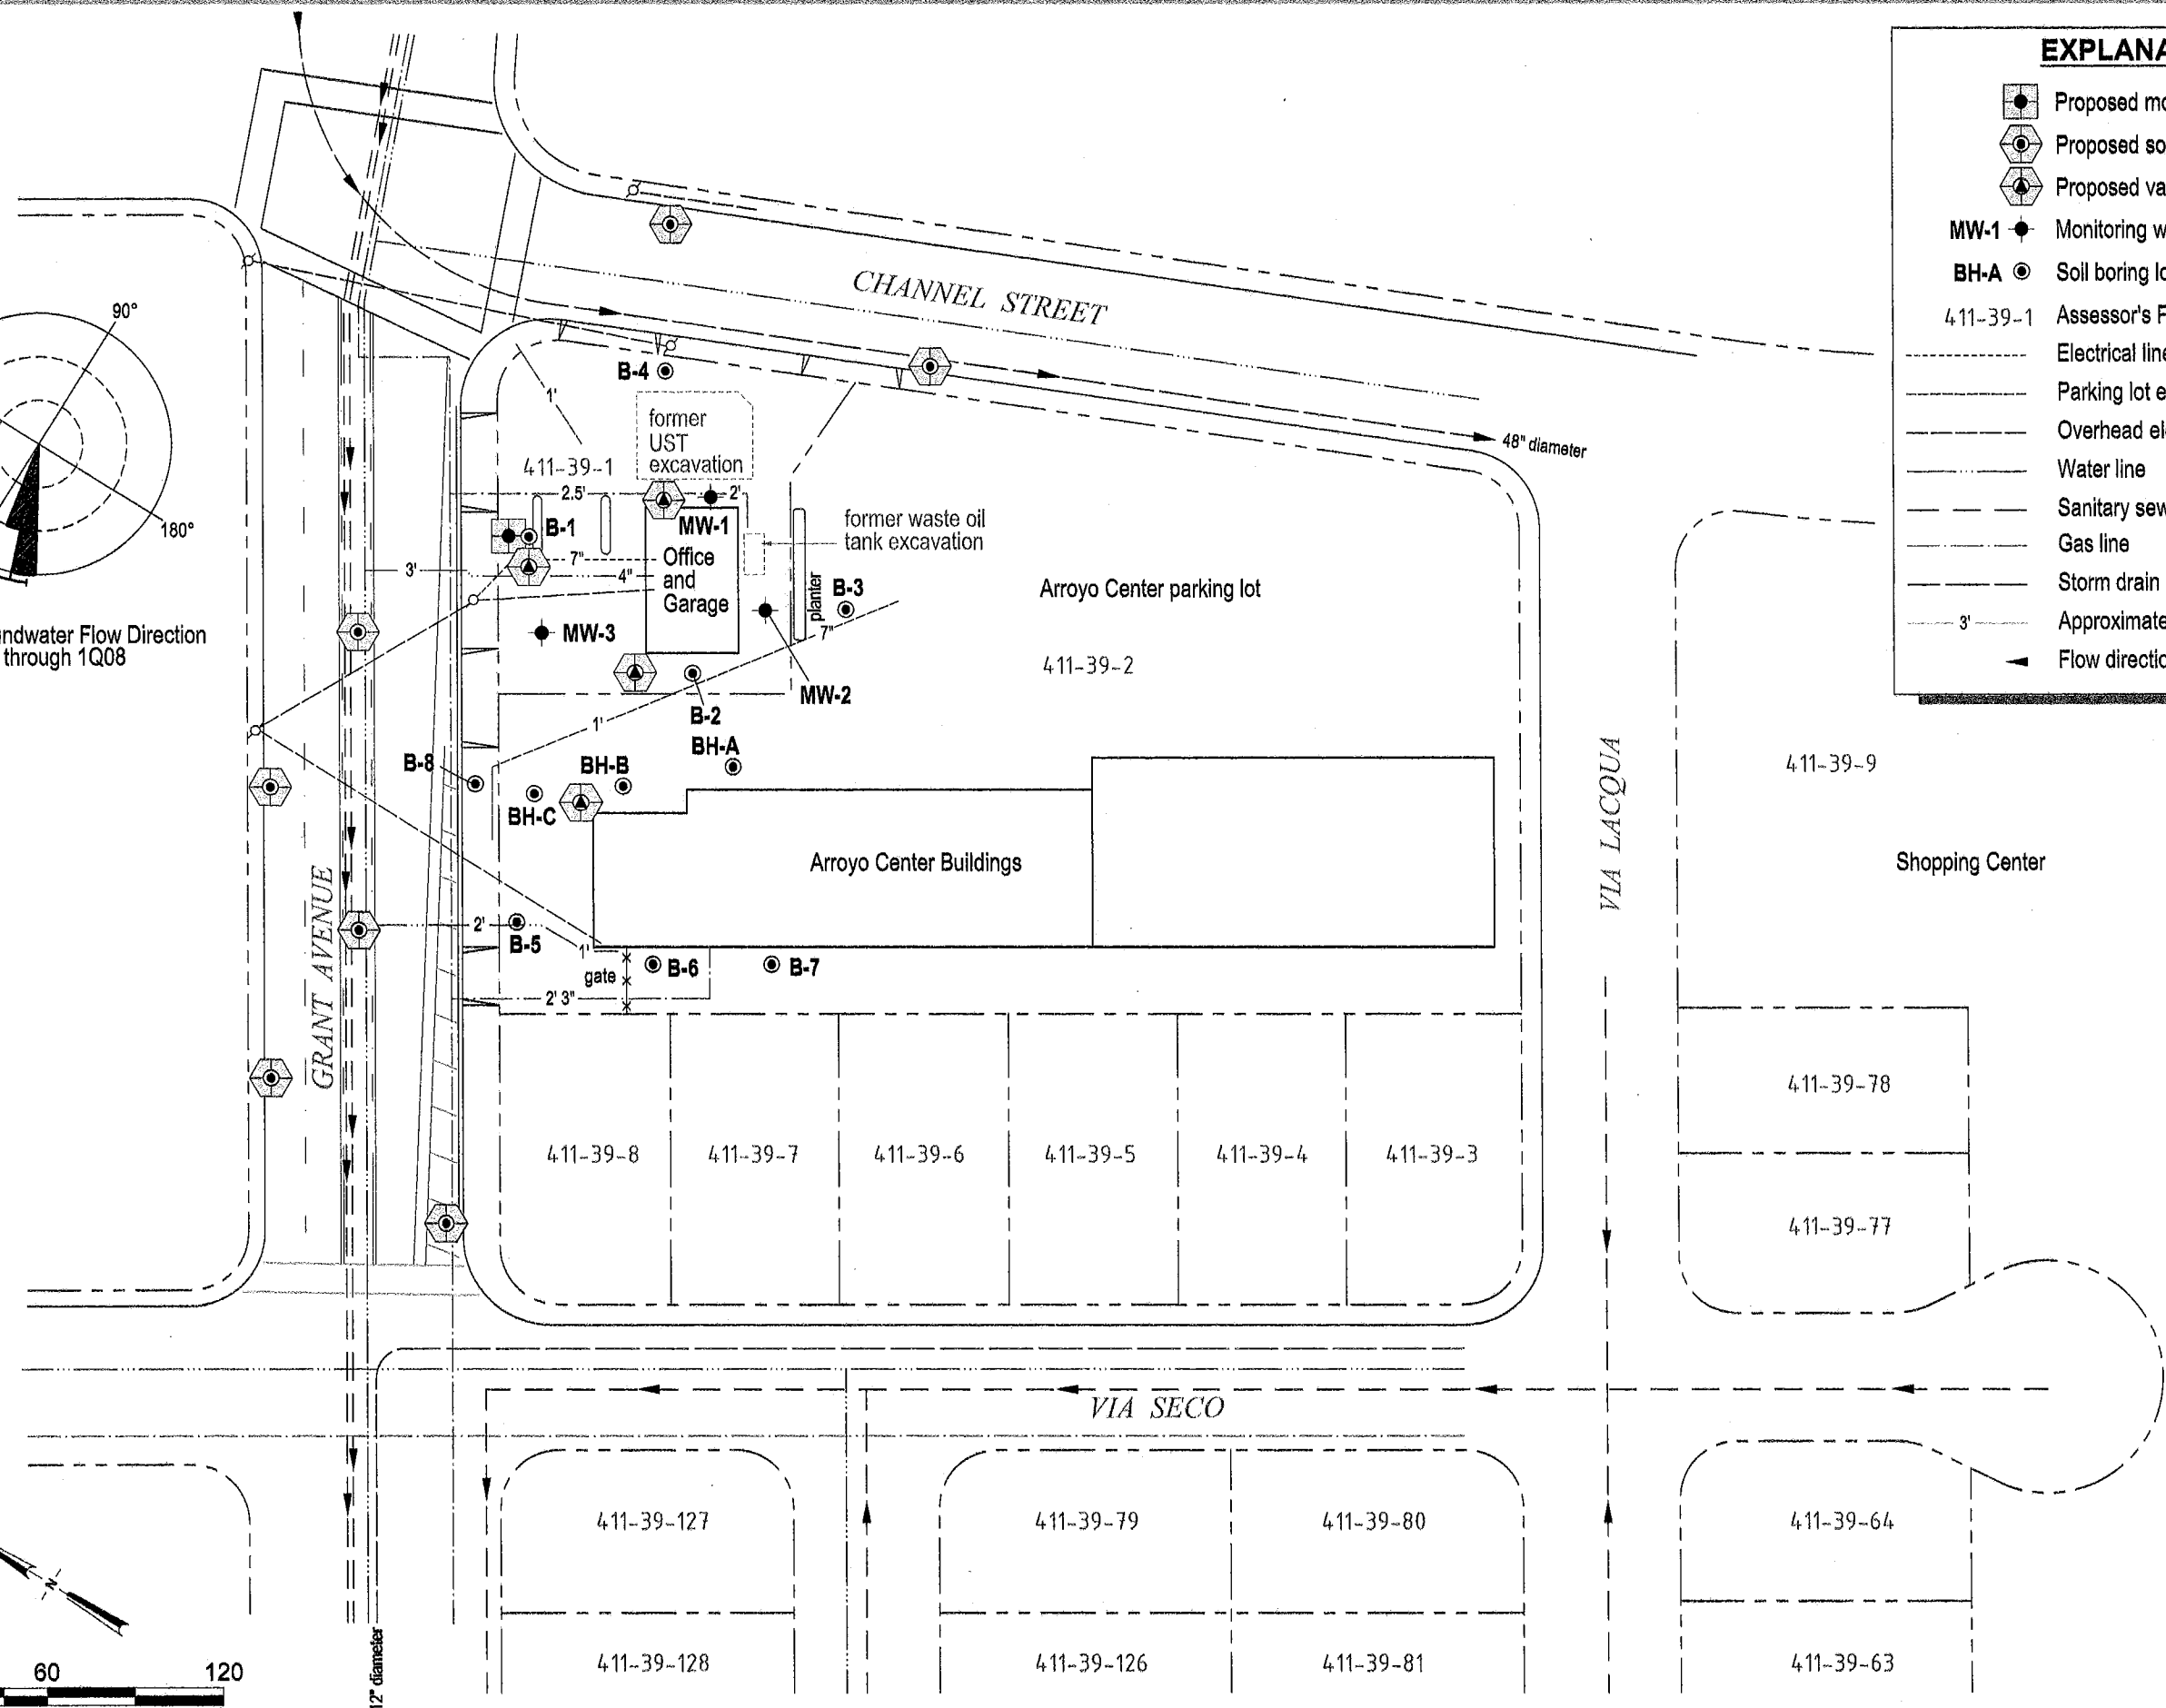 EXPLANA
Proposed mo
Proposed so
Proposed va
MW-1 Monitoring w
BH-A Soil boring lo
411-39-1 Assessor's P
Electrical line
Parking lot e
Overhead el
Water line
Sanitary sew
Gas line
Storm drain
3' Approximate
Flow directio
90°
180°
ndwater Flow Direction
through 1Q08
CHANNEL STREET
48" diameter
B-4
1'
former
UST
excavation
411-39-1
2.5'
2'
MW-1
B-1
7"
4"
3'
Office
and
Garage
former waste oil
tank excavation
planter
B-3
7"
MW-3
MW-2
Arroyo Center parking lot
411-39-2
B-2
1'
BH-A
BH-B
B-8
BH-C
Arroyo Center Buildings
VIA LACQUA
411-39-9
Shopping Center
GRANT AVENUE
2'
B-5
1'
gate
B-6
B-7
2' 3"
411-39-8
411-39-7
411-39-6
411-39-5
411-39-4
411-39-3
411-39-78
411-39-77
VIA SECO
411-39-127
411-39-79
411-39-80
411-39-64
411-39-128
411-39-126
411-39-81
411-39-63
N
60
120
12" diameter